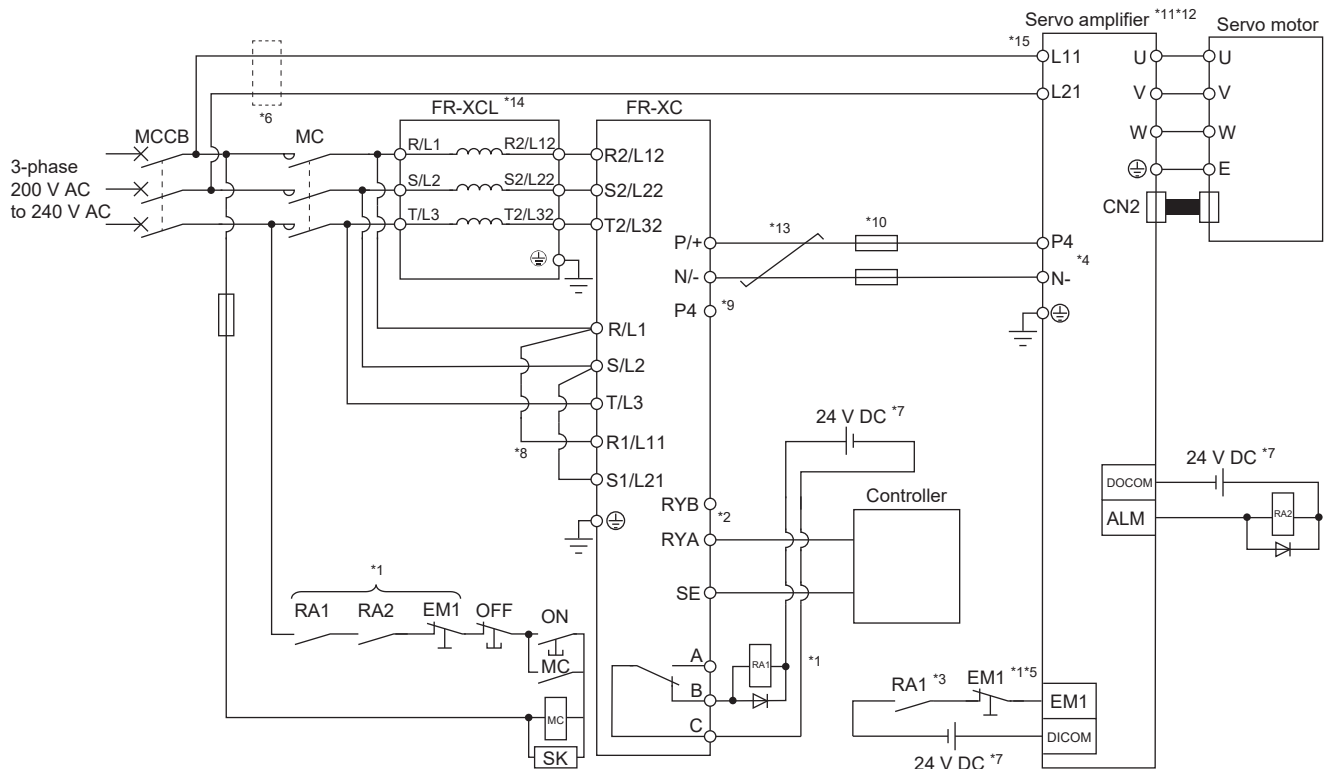 Servo amplifier *11*12
Servo motor
*15
L11
U
U
L21
V
V
*6
FR-XCL *14
FR-XC
W
W
MCCB
MC
R/L1
R2/L12
R2/L12
3-phase
200 V AC
to 240 V AC
S/L2
S2/L22
S2/L22
E
CN2
T/L3
T2/L32
T2/L32
P/+
*13
*10
P4
*4
N/-
N-
P4 *9
R/L1
S/L2
T/L3
24 V DC *7
*8
R1/L11
S1/L21
24 V DC *7
DOCOM
RA2
ALM
Controller
RYB
*2
RYA
SE
*1
RA1
RA2
EM1
OFF
ON
MC
A
RA1
*1
B
C
RA1 *3
EM1 *1*5
EM1
DICOM
24 V DC *7
MC
SK